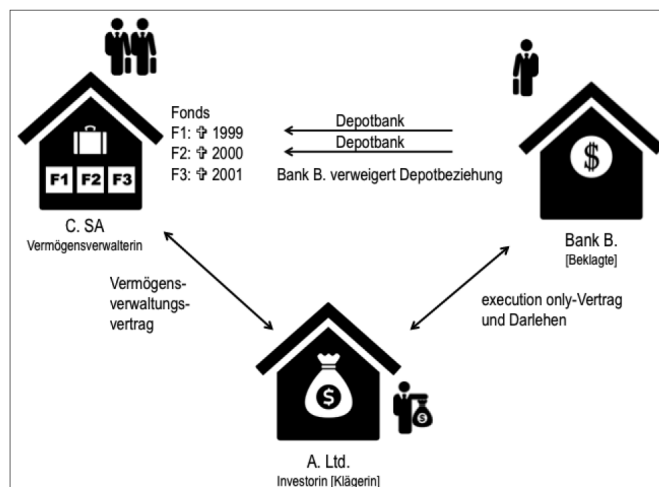 Fonds
F1: ✞ 1999
F2: ✞ 2000
F3: ✞ 2001
Depotbank
Depotbank
Bank B. verweigert Depotbeziehung
F1 F2 F3
$
C. SA
Vermögensverwalterin
Bank B.
[Beklagte]
Vermögens-
verwaltungs-
vertrag
execution only-Vertrag
und Darlehen
$
$
A. Ltd.
Investorin [Klägerin]